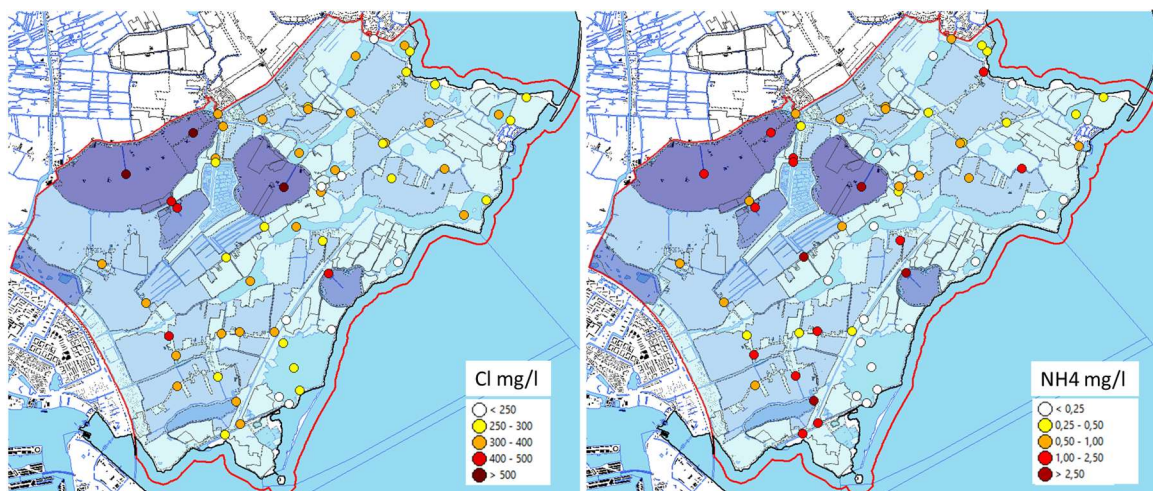 Cl mg/l
< 250
250 - 300
300 - 400
400 - 500
> 500
NH4 mg/l
< 0,25
0,25 - 0,50
0,50 - 1,00
1,00 - 2,50
> 2,50